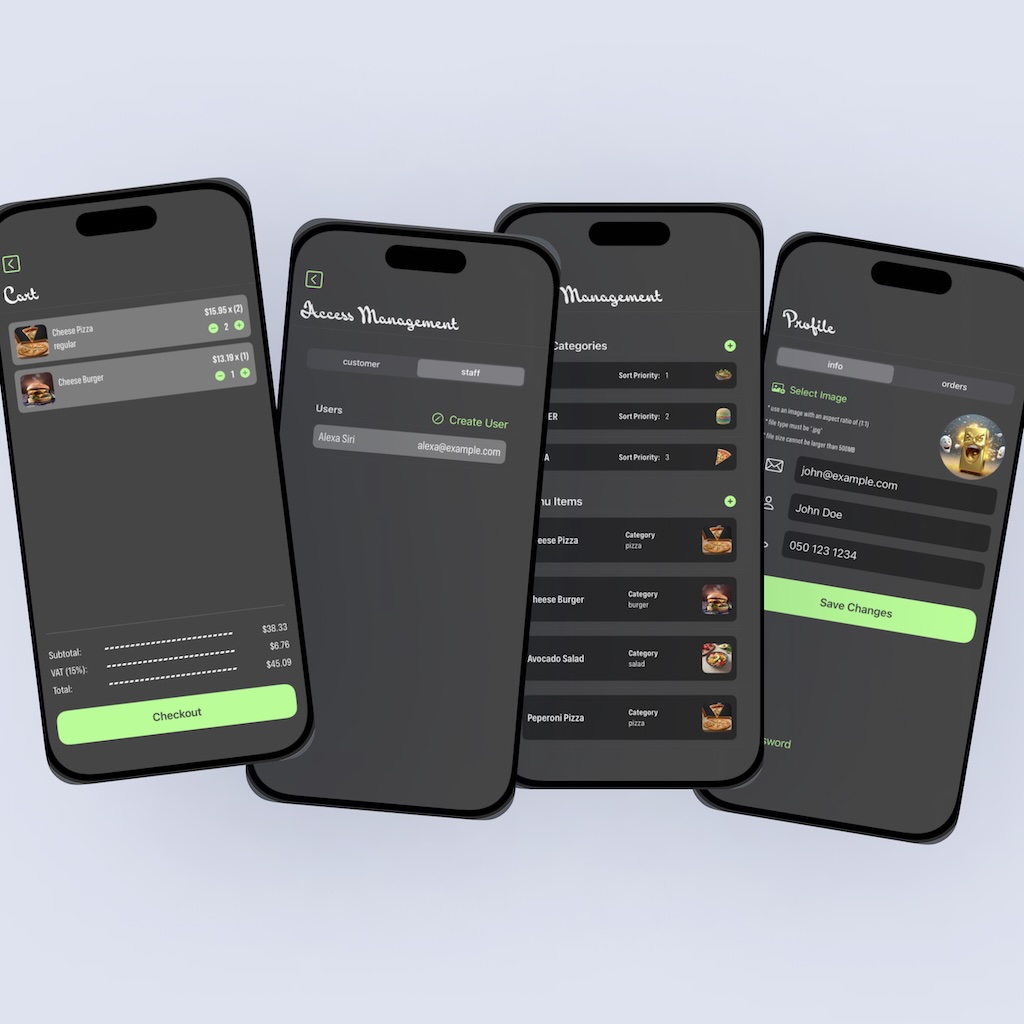 Cart
$15.95 x (2)
Cheese Pizza
regular
2
$13.19 x (1)
Cheese Burger
1
Subtotal: $38.33
VAT (15%): $6.76
Total: $45.09
Checkout
Access Management
customer staff
Users Create User
Alexa Siri alexa@example.com
Management
Categories
Sort Priority: 1
ER Sort Priority: 2
A Sort Priority: 3
nu Items
eese Pizza Category
pizza
heese Burger Category
burger
Avocado Salad Category
salad
Peperoni Pizza Category
pizza
Profile
info orders
Select Image
* use an image with an aspect ratio of (1:1)
* file type must be '.jpg'
* file size cannot be larger than 500MB
john@example.com
John Doe
050 123 1234
Save Changes
sword